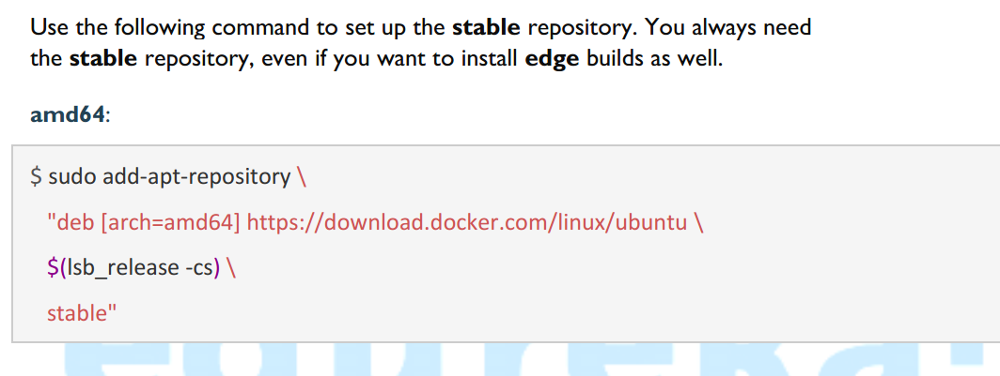 Use the following command to set up the stable repository. You always need
the stable repository, even if you want to install edge builds as well.
amd64:
$ sudo add-apt-repository \
"deb [arch=amd64] https://download.docker.com/linux/ubuntu \
$(lsb_release -cs) \
stable"